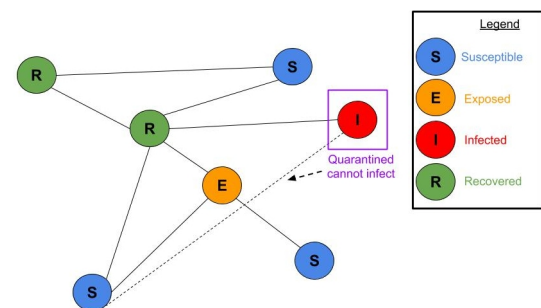 Legend
S
Susceptible
E
Exposed
I
Infected
R
Recovered
R
S
R
I
Quarantined
cannot infect
E
S
S